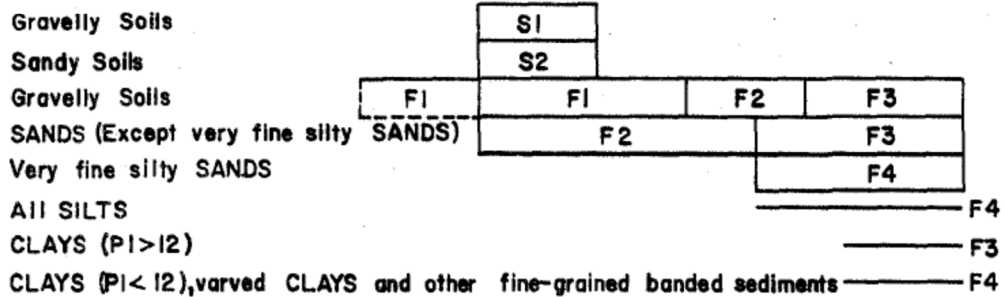 Gravelly Soils S1
Sandy Soils S2
Gravelly Soils F1 F1 F2 F3
SANDS (Except very fine silty SANDS) F2 F3
Very fine silty SANDS F4
All SILTS F4
CLAYS (PI>12) F3
CLAYS (PI<12),varved CLAYS and other fine-grained banded sediments F4